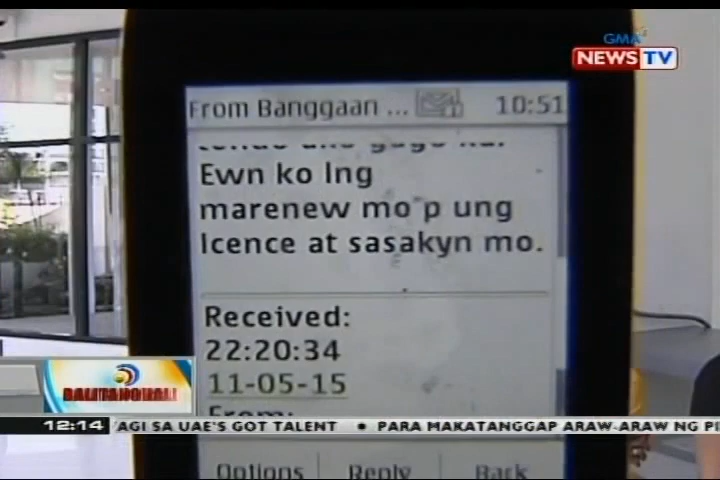 GMA
NEWS TV
From Banggaan ... 10:51
Ewn ko lng
marenew mo p ung
lcence at sasakyn mo.
Received:
22:20:34
11-05-15
From:
Options Reply Back
BALITANGHALI
12:14 AGI SA UAE'S GOT TALENT • PARA MAKATANGGAP ARAW-ARAW NG PI